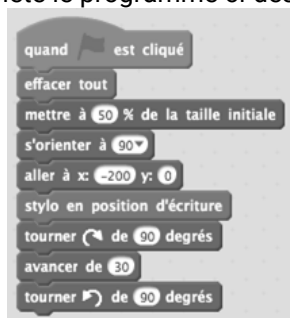 quand est cliqué
effacer tout
mettre à 50 % de la taille initiale
s'orienter à 90
aller à x: -200 y: 0
stylo en position d'écriture
tourner de 90 degrés
avancer de 30
tourner de 90 degrés